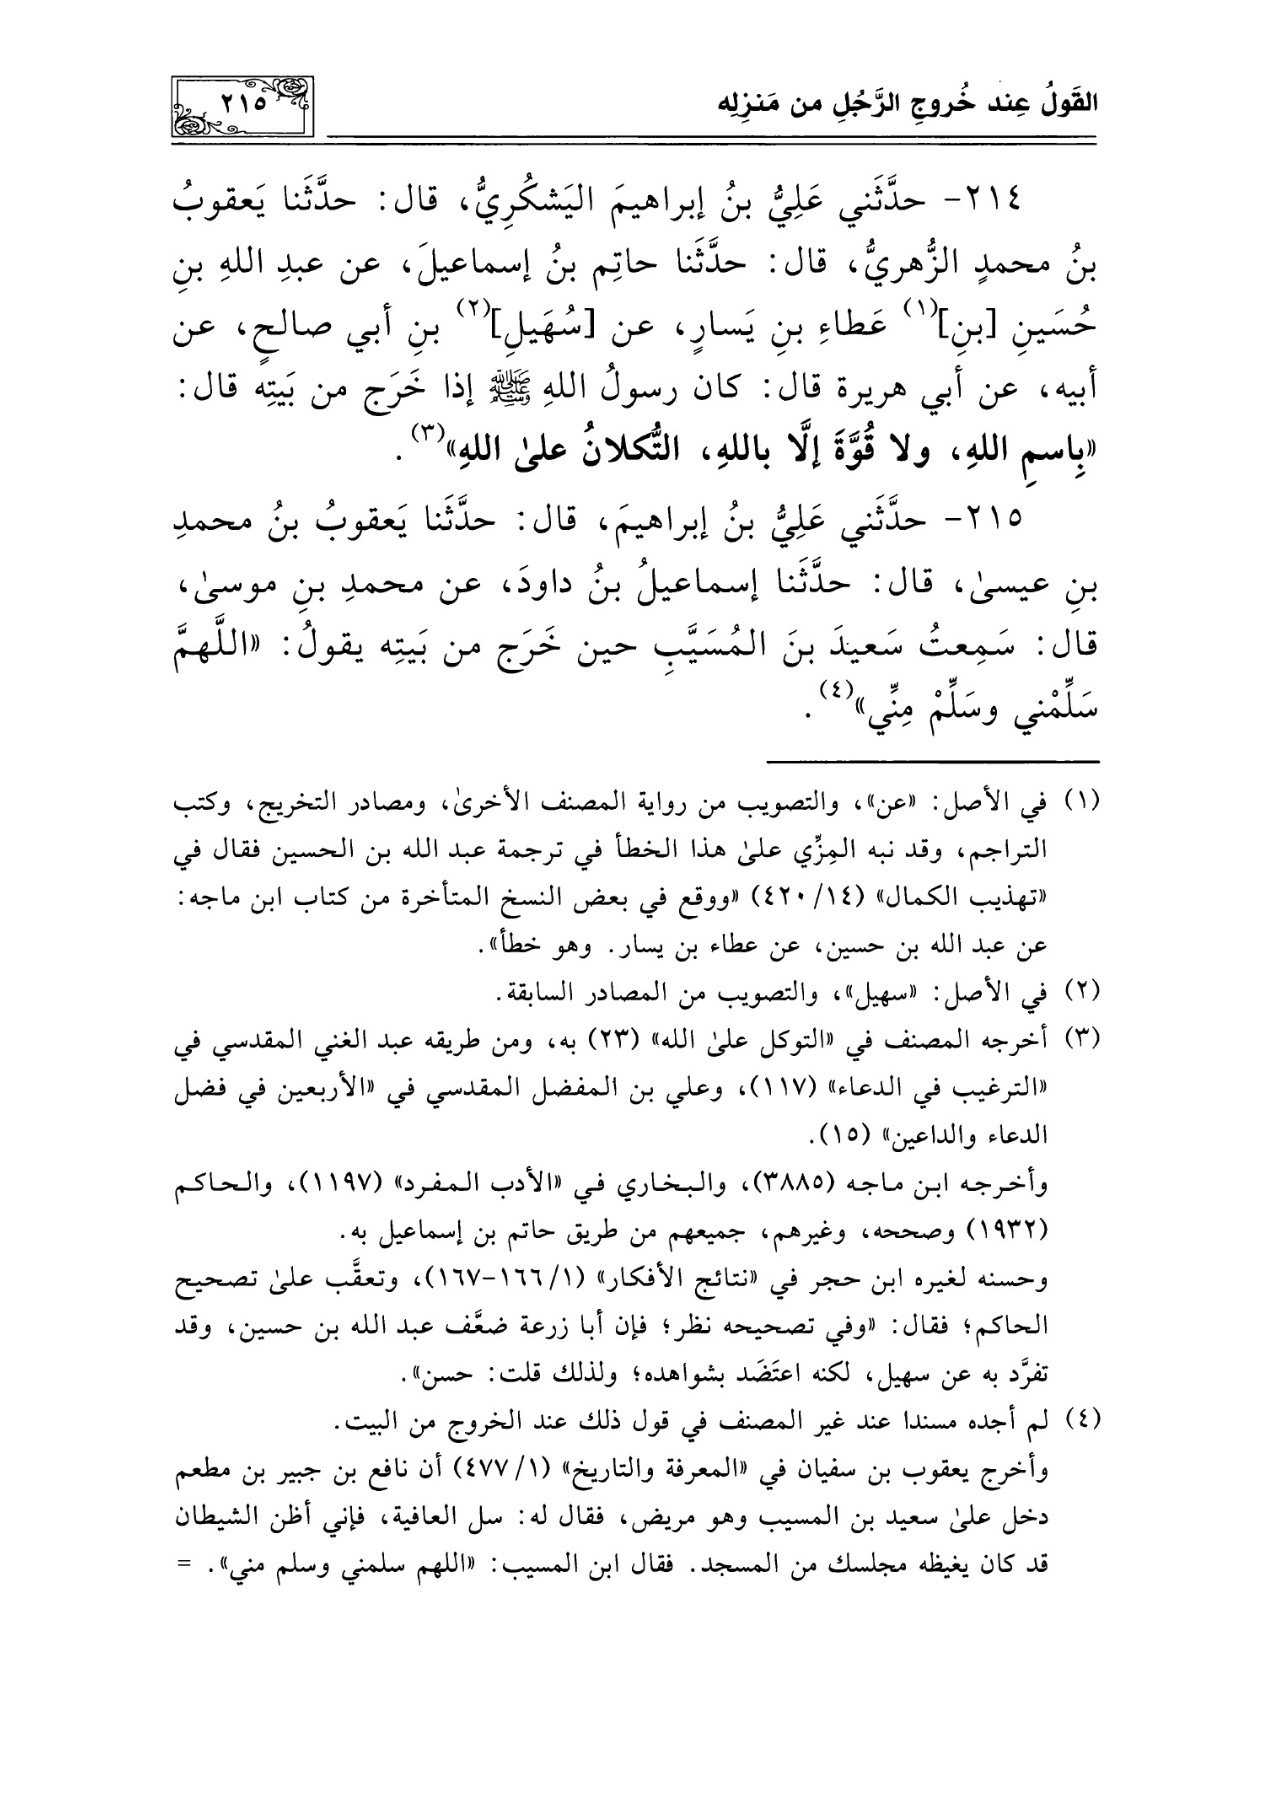 القَولُ عِند خُروجِ الرَّجُلِ من مَنزِلِه
٢١٥
٢١٤- حدَّثَني عَلِيُّ بنُ إبراهيمَ اليَشكُرِيُّ، قال: حدَّثَنا يَعقوبُ
بنُ محمدٍ الزُّهريُّ، قال: حدَّثَنا حاتِم بنُ إسماعيلَ، عن عبدِ اللهِ بنِ
حُسَينِ [بنِ](١) عَطاءِ بنِ يَسارٍ، عن [سُهَيلِ](٢) بنِ أبي صالحٍ، عن
أبيه، عن أبي هريرة قال: كان رسولُ اللهِ ﷺ إذا خَرَج من بَيتِه قال:
«بِاسمِ اللهِ، ولا قُوَّةَ إلَّا باللهِ، التُّكلانُ علىٰ اللهِ»(٣).
٢١٥- حدَّثَني عَلِيُّ بنُ إبراهيمَ، قال: حدَّثَنا يَعقوبُ بنُ محمدِ
بنِ عيسىٰ، قال: حدَّثَنا إسماعيلُ بنُ داودَ، عن محمدِ بنِ موسىٰ،
قال: سَمِعتُ سَعيدَ بنَ المُسَيَّبِ حين خَرَج من بَيتِه يقولُ: «اللَّهمَّ
سَلِّمْني وسَلِّمْ مِنِّي»(٤).
(١) في الأصل: «عن»، والتصويب من رواية المصنف الأخرىٰ، ومصادر التخريج، وكتب
التراجم، وقد نبه المِزِّي علىٰ هذا الخطأ في ترجمة عبد الله بن الحسين فقال في
«تهذيب الكمال» (١٤/ ٤٢٠) «ووقع في بعض النسخ المتأخرة من كتاب ابن ماجه:
عن عبد الله بن حسين، عن عطاء بن يسار. وهو خطأ».
(٢) في الأصل: «سهيل»، والتصويب من المصادر السابقة.
(٣) أخرجه المصنف في «التوكل علىٰ الله» (٢٣) به، ومن طريقه عبد الغني المقدسي في
«الترغيب في الدعاء» (١١٧)، وعلي بن المفضل المقدسي في «الأربعين في فضل
الدعاء والداعين» (١٥).
وأخرجه ابن ماجه (٣٨٨٥)، والبخاري في «الأدب المفرد» (١١٩٧)، والحاكم
(١٩٣٢) وصححه، وغيرهم، جميعهم من طريق حاتم بن إسماعيل به.
وحسنه لغيره ابن حجر في «نتائج الأفكار» (١/ ١٦٦-١٦٧)، وتعقَّب علىٰ تصحيح
الحاكم؛ فقال: «وفي تصحيحه نظر؛ فإن أبا زرعة ضعَّف عبد الله بن حسين، وقد
تفرَّد به عن سهيل، لكنه اعتَضَد بشواهده؛ ولذلك قلت: حسن».
(٤) لم أجده مسندا عند غير المصنف في قول ذلك عند الخروج من البيت.
وأخرج يعقوب بن سفيان في «المعرفة والتاريخ» (١/ ٤٧٧) أن نافع بن جبير بن مطعم
دخل علىٰ سعيد بن المسيب وهو مريض، فقال له: سل العافية، فإني أظن الشيطان
قد كان يغيظه مجلسك من المسجد. فقال ابن المسيب: «اللهم سلمني وسلم مني». =